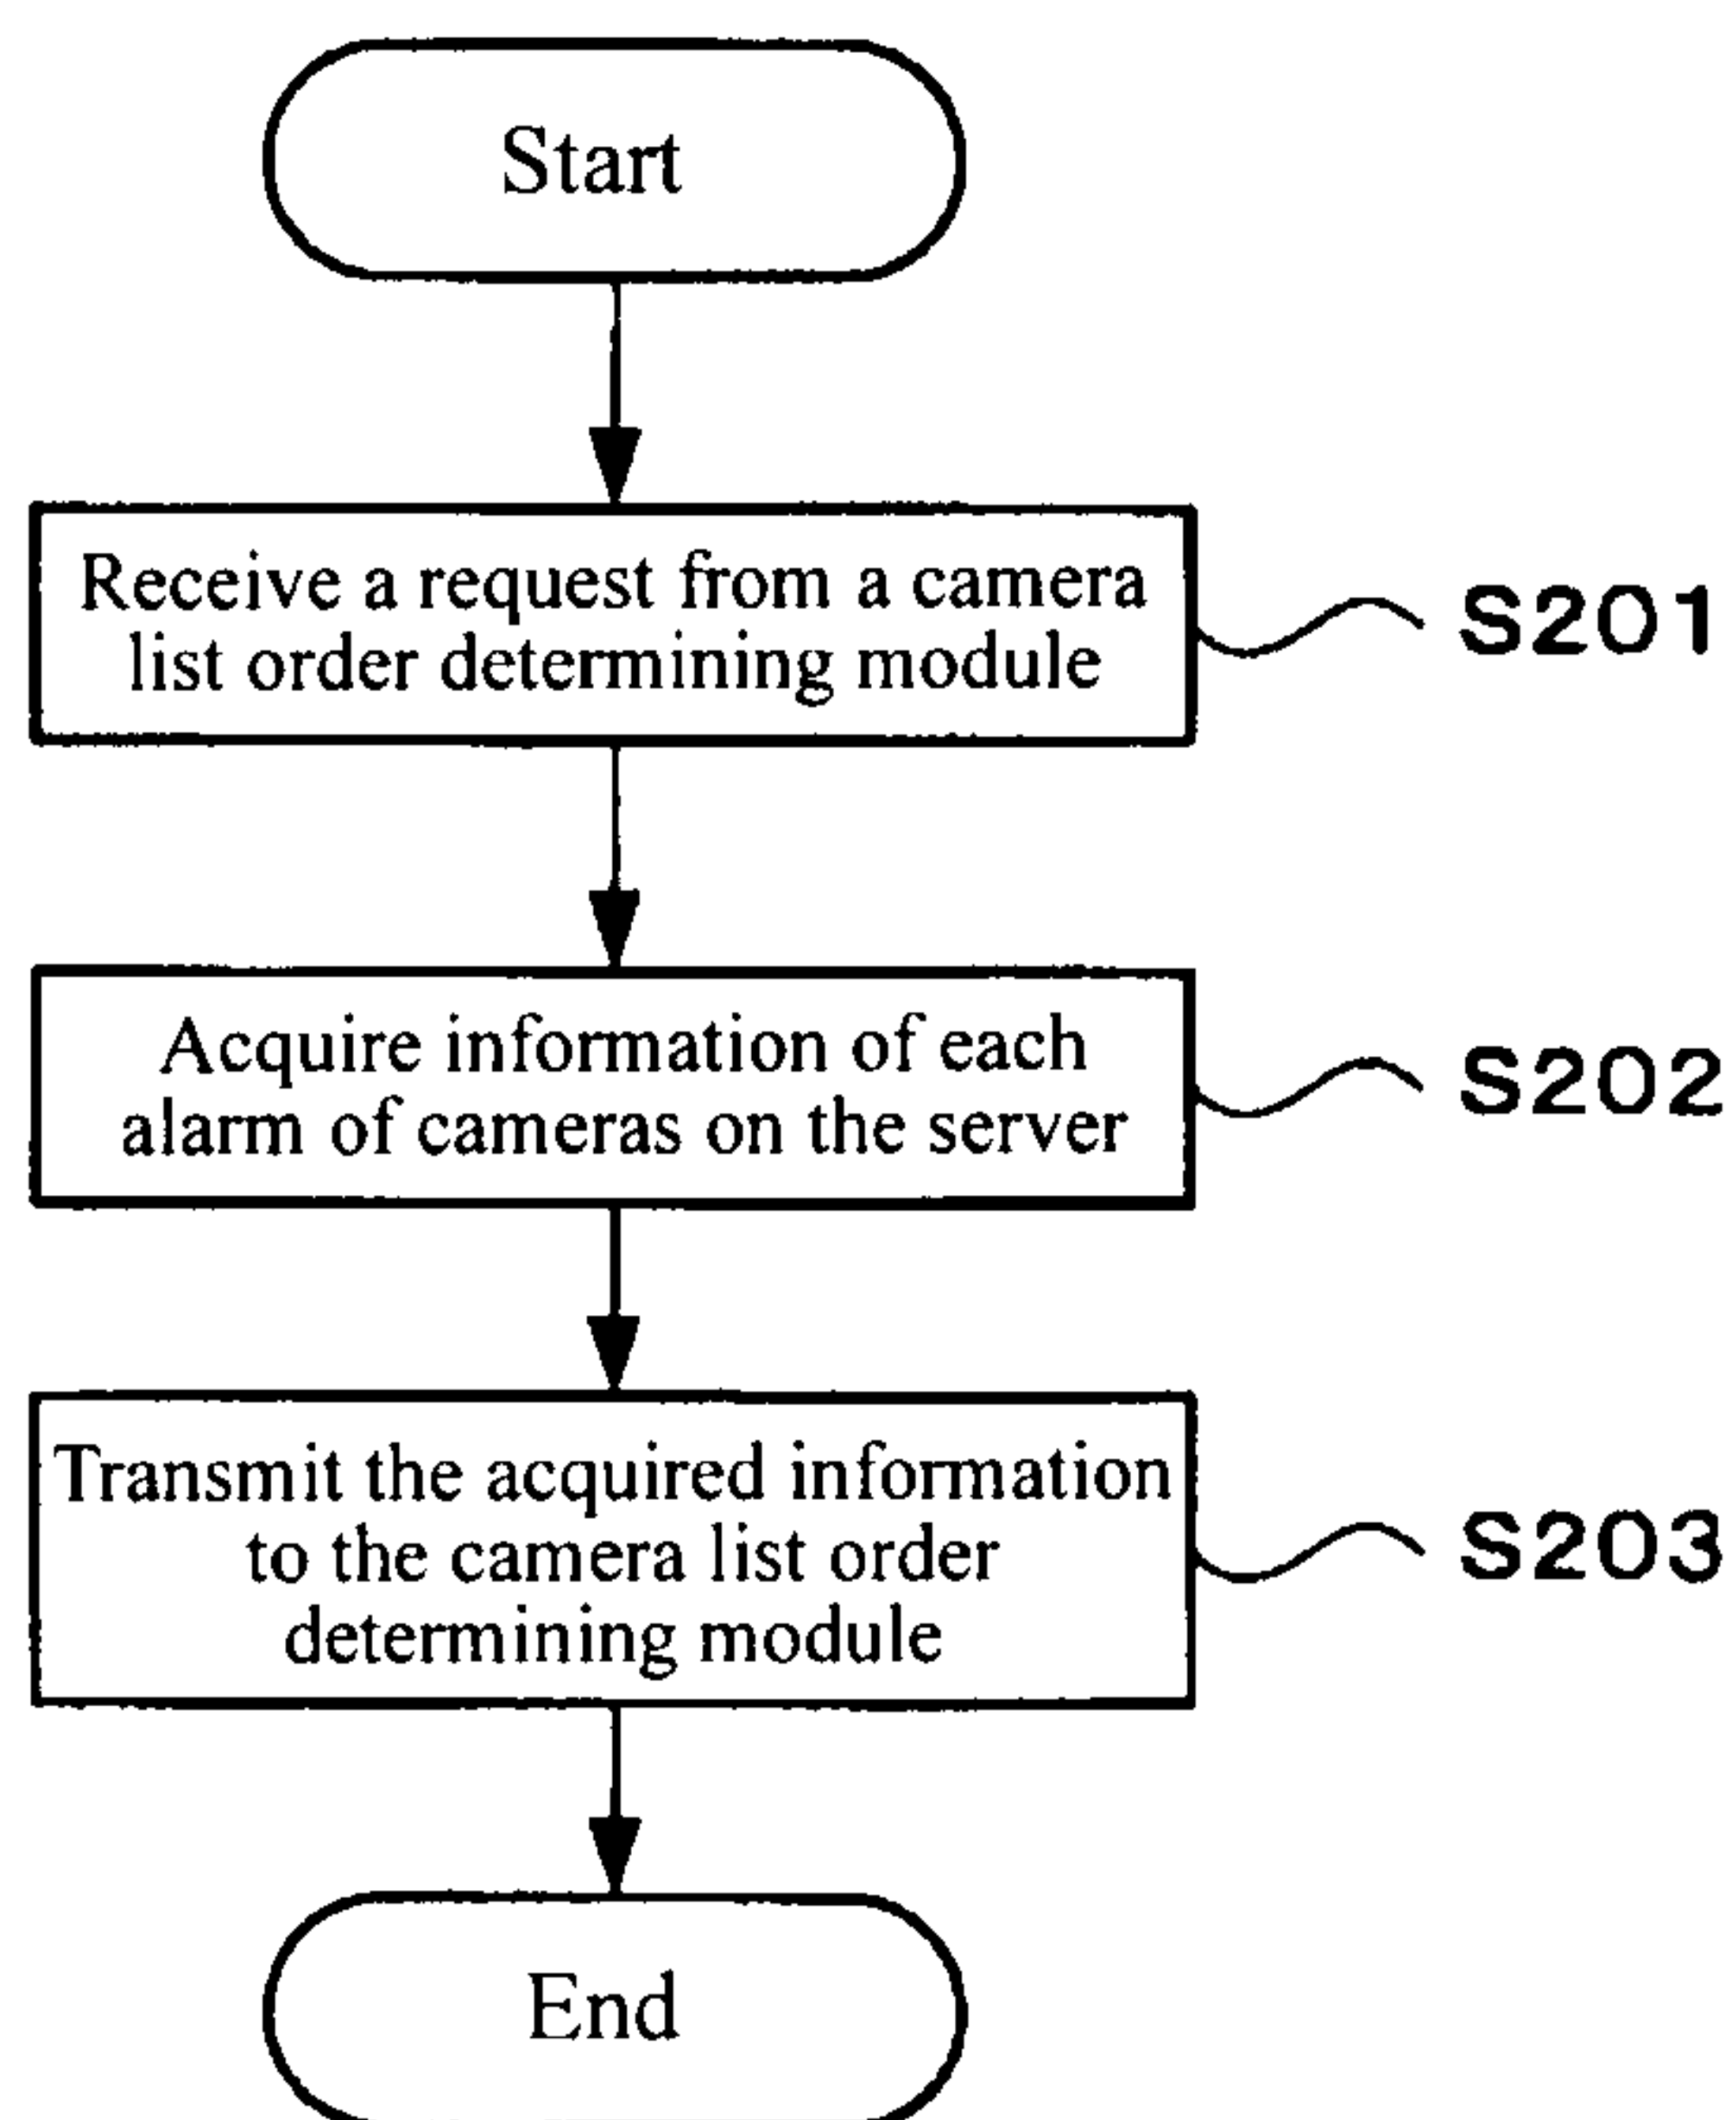 Start
Receive a request from a camera
list order determining module
S201
Acquire information of each
alarm of cameras on the server
S202
Transmit the acquired information
to the camera list order
determining module
S203
End